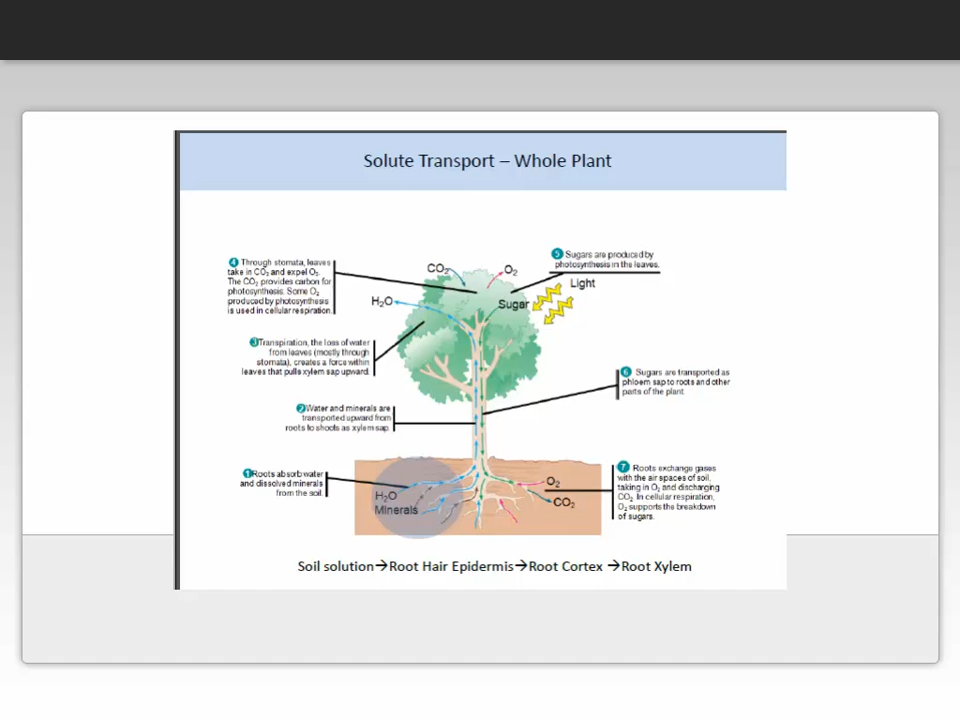 Solute Transport – Whole Plant
4 Through stomata, leaves
take in CO2 and expel O2.
The CO2 provides carbon for
photosynthesis. Some O2
produced by photosynthesis
is used in cellular respiration.
CO2
O2
5 Sugars are produced by
photosynthesis in the leaves.
Light
H2O
Sugar
3 Transpiration, the loss of water
from leaves (mostly through
stomata), creates a force within
leaves that pulls xylem sap upward.
6 Sugars are transported as
phloem sap to roots and other
parts of the plant.
2 Water and minerals are
transported upward from
roots to shoots as xylem sap.
1 Roots absorb water
and dissolved minerals
from the soil.
H2O
Minerals
O2
CO2
7 Roots exchange gases
with the air spaces of soil,
taking in O2 and discharging
CO2. In cellular respiration,
O2 supports the breakdown
of sugars.
Soil solution→Root Hair Epidermis→Root Cortex →Root Xylem